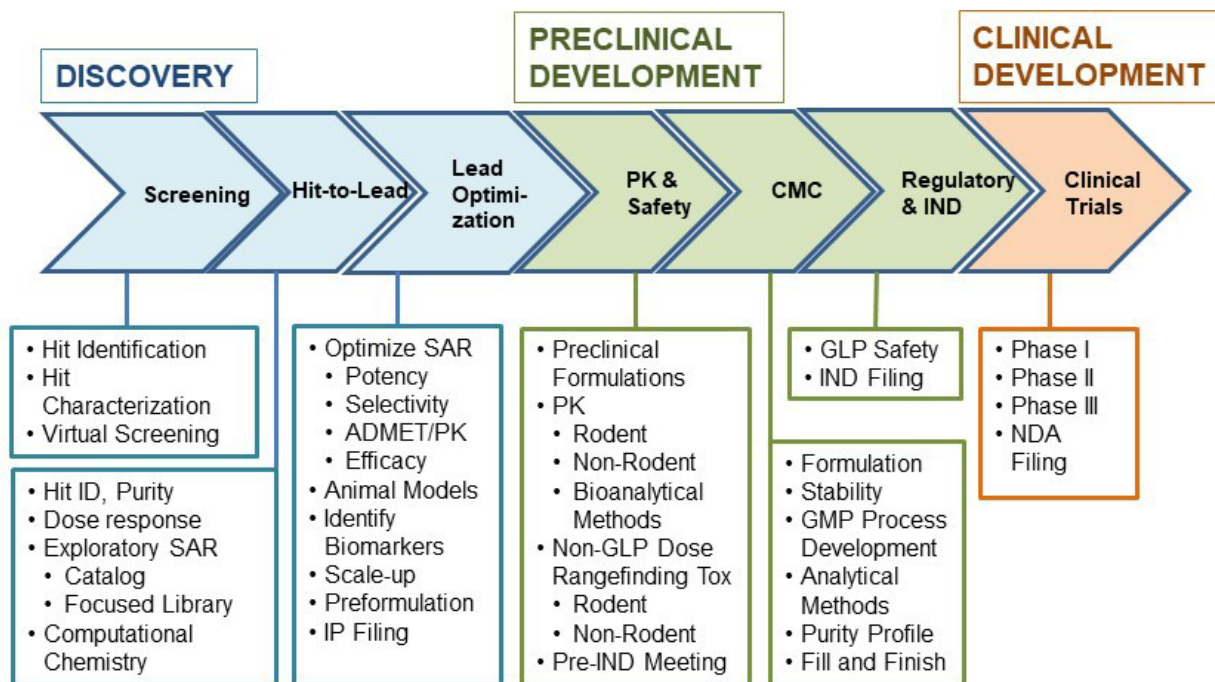 DISCOVERY
PRECLINICAL
DEVELOPMENT
CLINICAL
DEVELOPMENT
Screening
Hit-to-Lead
Lead
Optimi-
zation
PK &
Safety
CMC
Regulatory
& IND
Clinical
Trials
• Hit Identification
• Hit
Characterization
• Virtual Screening
• Hit ID, Purity
• Dose response
• Exploratory SAR
• Catalog
• Focused Library
• Computational
Chemistry
• Optimize SAR
• Potency
• Selectivity
• ADMET/PK
• Efficacy
• Animal Models
• Identify
Biomarkers
• Scale-up
• Preformulation
• IP Filing
• Preclinical
Formulations
• PK
• Rodent
• Non-Rodent
• Bioanalytical
Methods
• Non-GLP Dose
Rangefinding Tox
• Rodent
• Non-Rodent
• Pre-IND Meeting
• GLP Safety
• IND Filing
• Formulation
• Stability
• GMP Process
Development
• Analytical
Methods
• Purity Profile
• Fill and Finish
• Phase I
• Phase II
• Phase III
• NDA
Filing